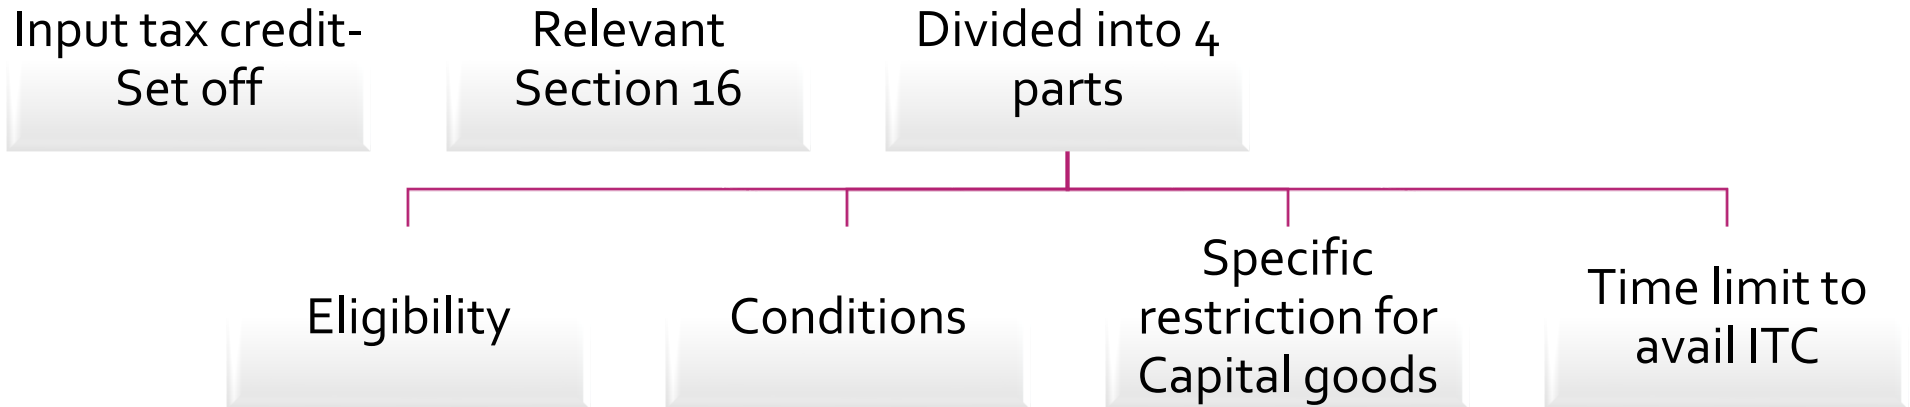 Input tax credit-
Set off
Relevant
Section 16
Divided into 4
parts
Eligibility
Conditions
Specific
restriction for
Capital goods
Time limit to
avail ITC